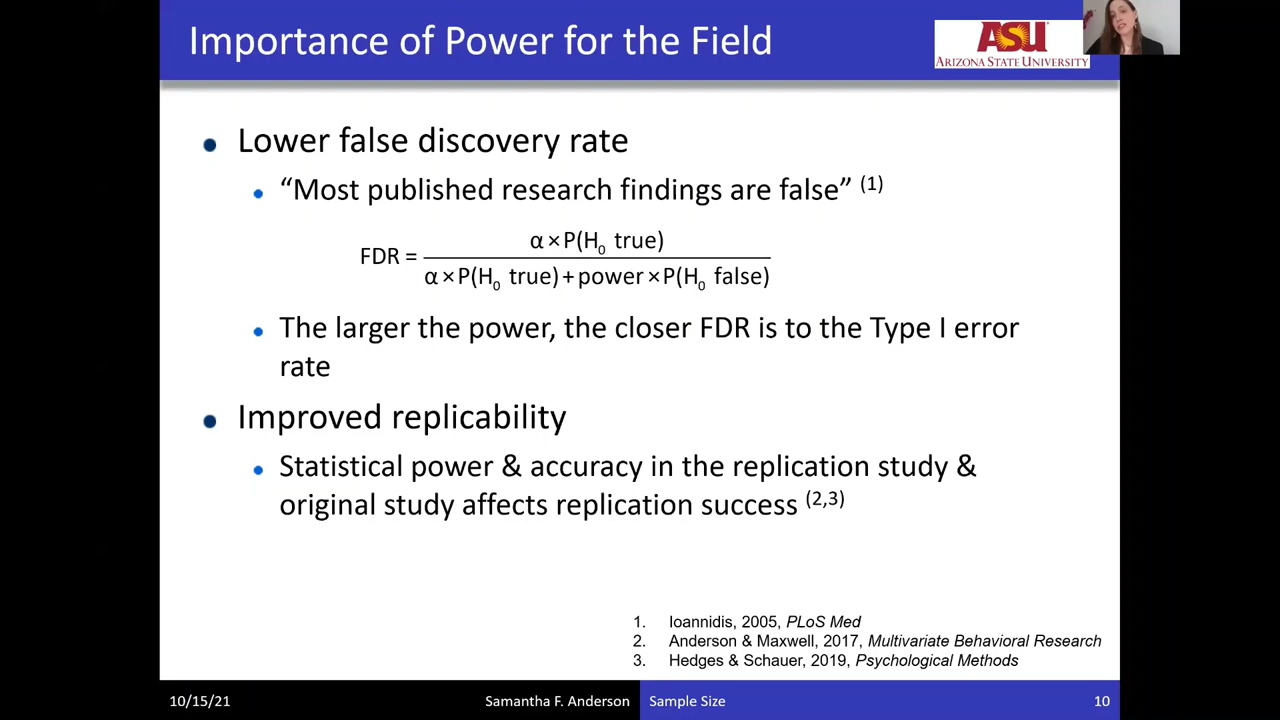 Importance of Power for the Field
ASU
ARIZONA STATE UNIVERSITY
Lower false discovery rate
“Most published research findings are false” (1)
FDR = α×P(H0 true) / α×P(H0 true)+power×P(H0 false)
The larger the power, the closer FDR is to the Type I error
rate
Improved replicability
Statistical power & accuracy in the replication study &
original study affects replication success (2,3)
1. Ioannidis, 2005, PLoS Med
2. Anderson & Maxwell, 2017, Multivariate Behavioral Research
3. Hedges & Schauer, 2019, Psychological Methods
10/15/21 Samantha F. Anderson Sample Size 10